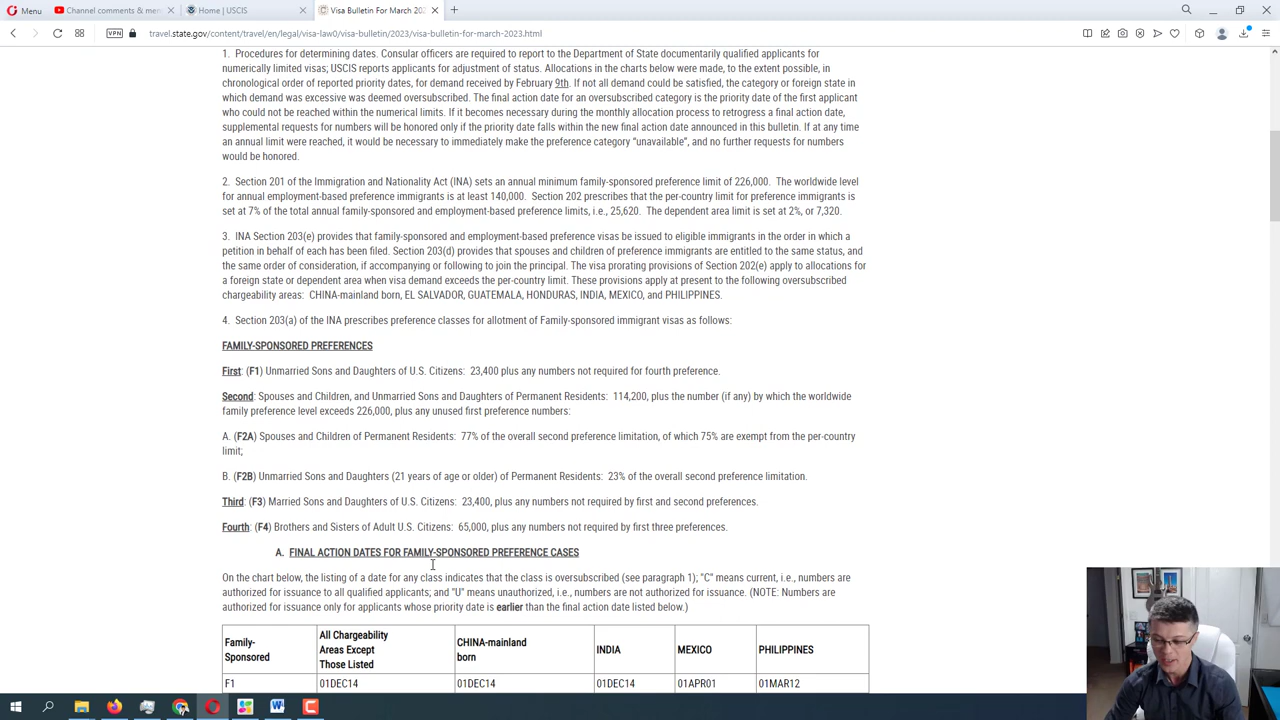 Menu
Channel comments & men
Home | USCIS
Visa Bulletin For March 202
VPN
travel.state.gov/content/travel/en/legal/visa-law0/visa-bulletin/2023/visa-bulletin-for-march-2023.html
1. Procedures for determining dates. Consular officers are required to report to the Department of State documentarily qualified applicants for
numerically limited visas; USCIS reports applicants for adjustment of status. Allocations in the charts below were made, to the extent possible, in
chronological order of reported priority dates, for demand received by February 9th. If not all demand could be satisfied, the category or foreign state in
which demand was excessive was deemed oversubscribed. The final action date for an oversubscribed category is the priority date of the first applicant
who could not be reached within the numerical limits. If it becomes necessary during the monthly allocation process to retrogress a final action date,
supplemental requests for numbers will be honored only if the priority date falls within the new final action date announced in this bulletin. If at any time
an annual limit were reached, it would be necessary to immediately make the preference category “unavailable”, and no further requests for numbers
would be honored.
2. Section 201 of the Immigration and Nationality Act (INA) sets an annual minimum family-sponsored preference limit of 226,000. The worldwide level
for annual employment-based preference immigrants is at least 140,000. Section 202 prescribes that the per-country limit for preference immigrants is
set at 7% of the total annual family-sponsored and employment-based preference limits, i.e., 25,620. The dependent area limit is set at 2%, or 7,320.
3. INA Section 203(e) provides that family-sponsored and employment-based preference visas be issued to eligible immigrants in the order in which a
petition in behalf of each has been filed. Section 203(d) provides that spouses and children of preference immigrants are entitled to the same status, and
the same order of consideration, if accompanying or following to join the principal. The visa prorating provisions of Section 202(e) apply to allocations for
a foreign state or dependent area when visa demand exceeds the per-country limit. These provisions apply at present to the following oversubscribed
chargeability areas: CHINA-mainland born, EL SALVADOR, GUATEMALA, HONDURAS, INDIA, MEXICO, and PHILIPPINES.
4. Section 203(a) of the INA prescribes preference classes for allotment of Family-sponsored immigrant visas as follows:
FAMILY-SPONSORED PREFERENCES
First: (F1) Unmarried Sons and Daughters of U.S. Citizens: 23,400 plus any numbers not required for fourth preference.
Second: Spouses and Children, and Unmarried Sons and Daughters of Permanent Residents: 114,200, plus the number (if any) by which the worldwide
family preference level exceeds 226,000, plus any unused first preference numbers:
A. (F2A) Spouses and Children of Permanent Residents: 77% of the overall second preference limitation, of which 75% are exempt from the per-country
limit;
B. (F2B) Unmarried Sons and Daughters (21 years of age or older) of Permanent Residents: 23% of the overall second preference limitation.
Third: (F3) Married Sons and Daughters of U.S. Citizens: 23,400, plus any numbers not required by first and second preferences.
Fourth: (F4) Brothers and Sisters of Adult U.S. Citizens: 65,000, plus any numbers not required by first three preferences.
A. FINAL ACTION DATES FOR FAMILY-SPONSORED PREFERENCE CASES
On the chart below, the listing of a date for any class indicates that the class is oversubscribed (see paragraph 1); "C" means current, i.e., numbers are
authorized for issuance to all qualified applicants; and "U" means unauthorized, i.e., numbers are not authorized for issuance. (NOTE: Numbers are
authorized for issuance only for applicants whose priority date is earlier than the final action date listed below.)
Family-Sponsored All Chargeability Areas Except Those Listed CHINA-mainland born INDIA MEXICO PHILIPPINES
F1 01DEC14 01DEC14 01DEC14 01APR01 01MAR12